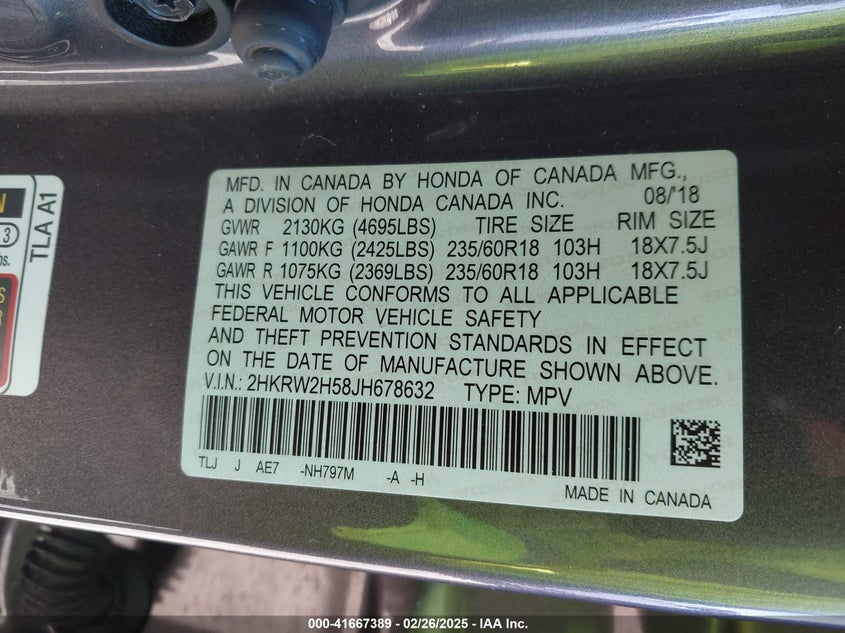 MFD. IN CANADA BY HONDA OF CANADA MFG.,
A DIVISION OF HONDA CANADA INC. 08/'18
GVWR 2130KG (4695LBS) TIRE SIZE RIM SIZE
GAWR F 1100KG (2425LBS) 235/60R18 103H 18X7.5J
GAWR R 1075KG (2369LBS) 235/60R18 103H 18X7.5J
THIS VEHICLE CONFORMS TO ALL APPLICABLE
FEDERAL MOTOR VEHICLE SAFETY
AND THEFT PREVENTION STANDARDS IN EFFECT
ON THE DATE OF MANUFACTURE SHOWN ABOVE.
V.I.N.: 2HKRW2H58JH678632 TYPE: MPV
TLJ J AE7 -NH797M -A -H
MADE IN CANADA
TLA A1
3
000-41667389 — 02/26/2025 — IAA Inc.